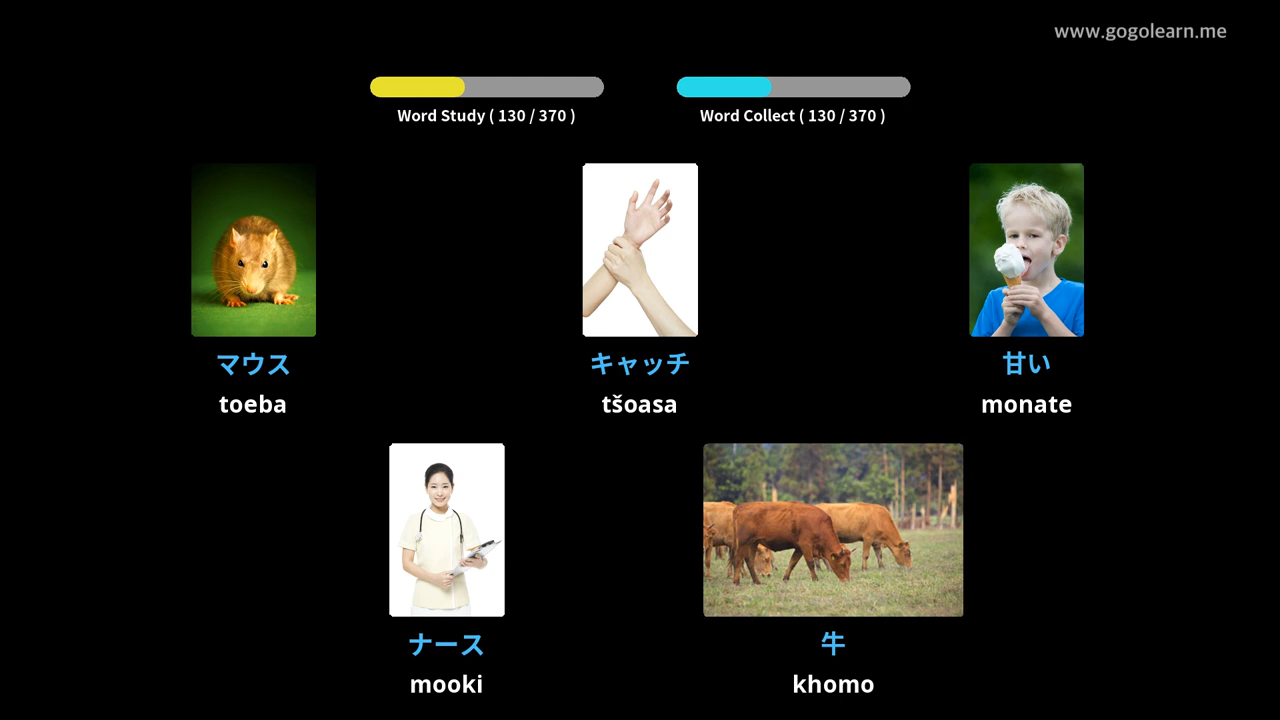 www.gogolearn.me
Word Study ( 130 / 370 )
Word Collect ( 130 / 370 )
マウス
toeba
キャッチ
tšoasa
甘い
monate
ナース
mooki
牛
khomo